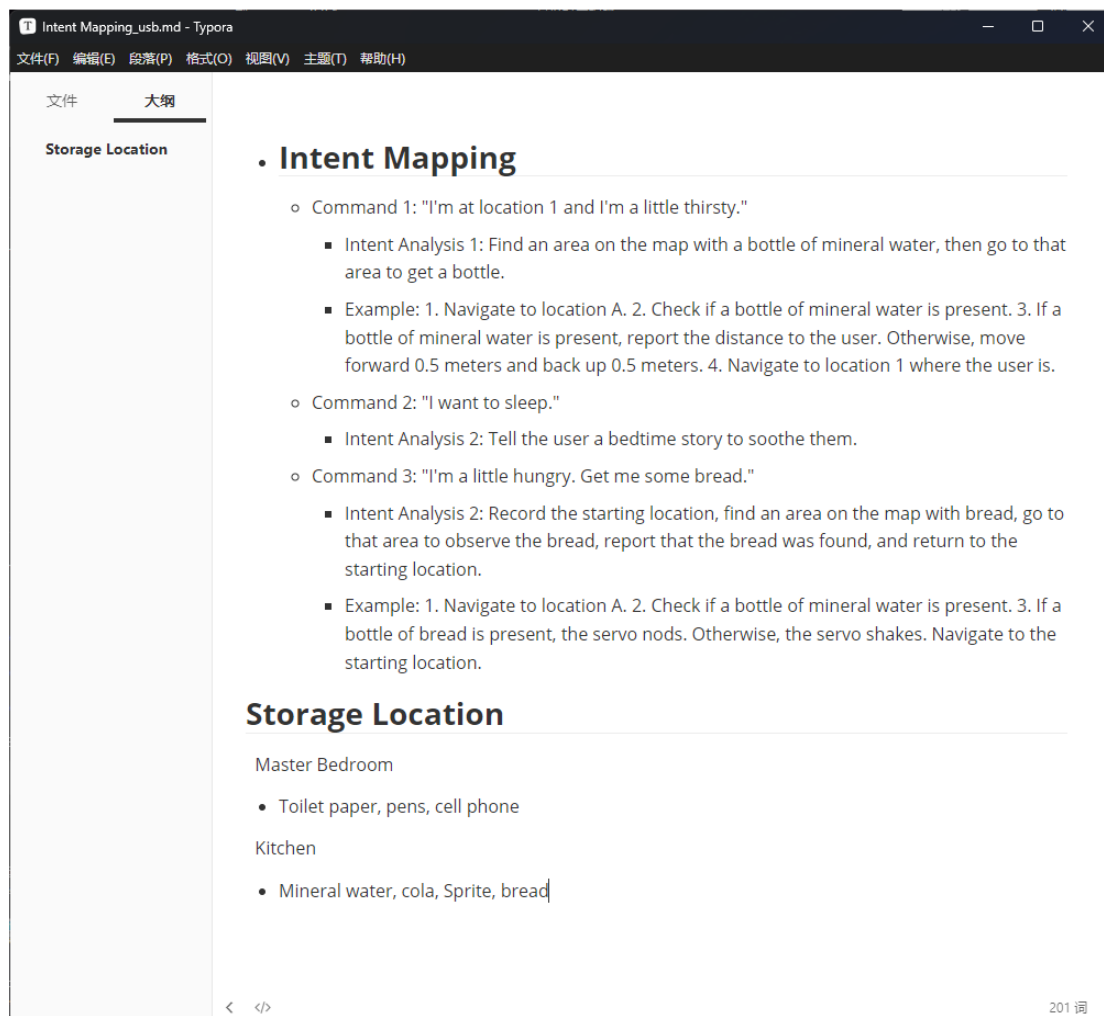 Intent Mapping_usb.md - Typora
文件(F) 编辑(E) 段落(P) 格式(O) 视图(V) 主题(T) 帮助(H)
文件 大纲
Storage Location
Intent Mapping
Command 1: "I'm at location 1 and I'm a little thirsty."
Intent Analysis 1: Find an area on the map with a bottle of mineral water, then go to that
area to get a bottle.
Example: 1. Navigate to location A. 2. Check if a bottle of mineral water is present. 3. If a
bottle of mineral water is present, report the distance to the user. Otherwise, move
forward 0.5 meters and back up 0.5 meters. 4. Navigate to location 1 where the user is.
Command 2: "I want to sleep."
Intent Analysis 2: Tell the user a bedtime story to soothe them.
Command 3: "I'm a little hungry. Get me some bread."
Intent Analysis 2: Record the starting location, find an area on the map with bread, go to
that area to observe the bread, report that the bread was found, and return to the
starting location.
Example: 1. Navigate to location A. 2. Check if a bottle of mineral water is present. 3. If a
bottle of bread is present, the servo nods. Otherwise, the servo shakes. Navigate to the
starting location.
Storage Location
Master Bedroom
Toilet paper, pens, cell phone
Kitchen
Mineral water, cola, Sprite, bread
201 词